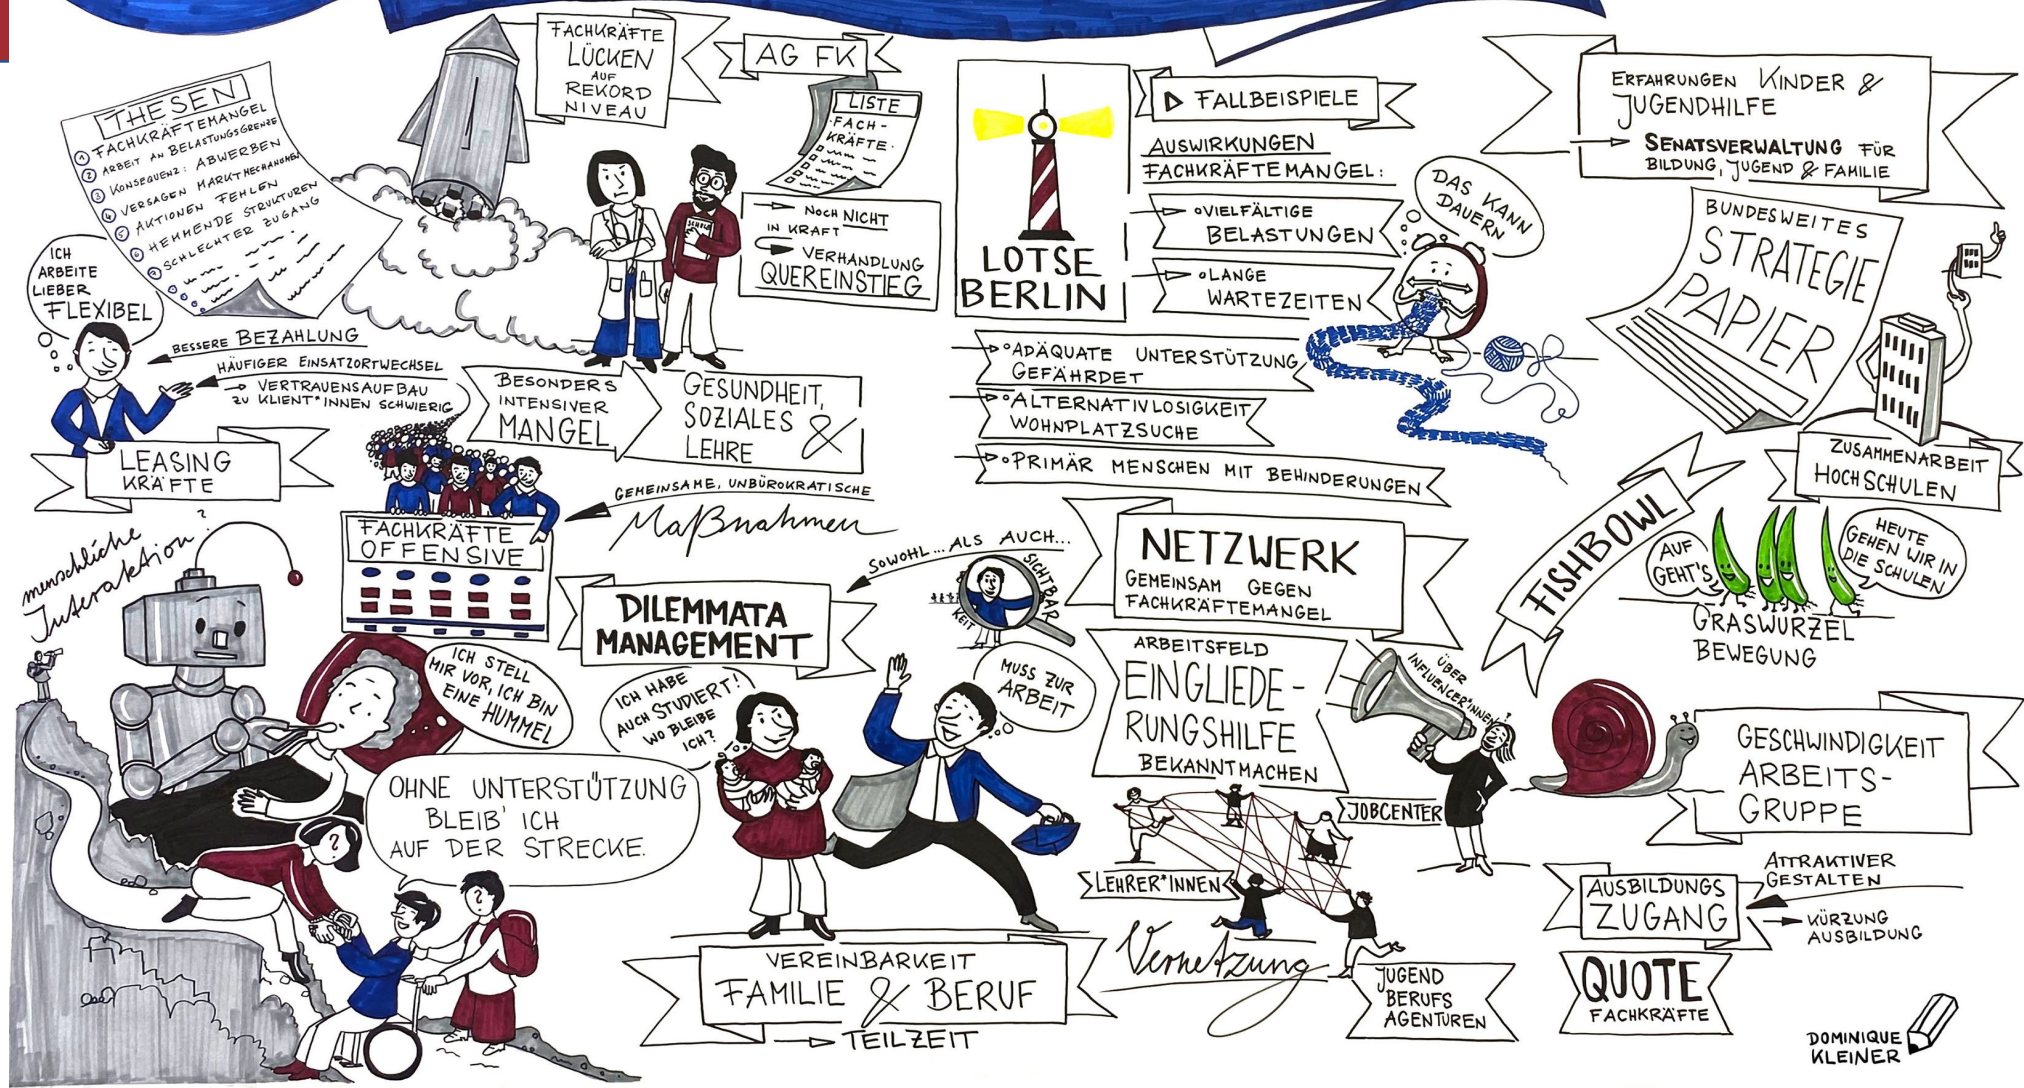 THESEN
① FACHKRÄFTEMANGEL
② ARBEIT AN BELASTUNGSGRENZE
③ KONSEQUENZ: ABWERBEN
④ VERSAGEN MARKTMECHANISMEN
⑤ AKTIONEN FEHLEN
⑥ HEMMENDE STRUKTUREN
⑦ SCHLECHTER ZUGANG
FACHKRÄFTE
LÜCKEN
AUF
REKORD
NIVEAU
AG FK
LISTE
FACH-
KRÄFTE
NOCH NICHT
IN KRAFT
VERHANDLUNG
QUEREINSTIEG
SCHULE
ICH
ARBEITE
LIEBER
FLEXIBEL
BESSERE BEZAHLUNG
HÄUFIGER EINSATZORTWECHSEL
→ VERTRAUENSAUFBAU
ZU KLIENT*INNEN SCHWIERIG
LEASING
KRÄFTE
BESONDERS
INTENSIVER
MANGEL
GESUNDHEIT,
SOZIALES &
LEHRE
GEMEINSAME, UNBÜROKRATISCHE
Maßnahmen
FACHKRÄFTE
OFFENSIVE
LOTSE
BERLIN
FALLBEISPIELE
AUSWIRKUNGEN
FACHKRÄFTEMANGEL:
VIELFÄLTIGE
BELASTUNGEN
LANGE
WARTEZEITEN
DAS KANN
DAUERN
ADÄQUATE UNTERSTÜTZUNG
GEFÄHRDET
ALTERNATIVLOSIGKEIT
WOHNPLATZSUCHE
PRIMÄR MENSCHEN MIT BEHINDERUNGEN
ERFAHRUNGEN KINDER &
JUGENDHILFE
SENATSVERWALTUNG FÜR
BILDUNG, JUGEND & FAMILIE
BUNDESWEITES
STRATEGIE
PAPIER
ZUSAMMENARBEIT
HOCHSCHULEN
menschliche
Interaktion?
ICH STELL
MIR VOR, ICH BIN
EINE HUMMEL
OHNE UNTERSTÜTZUNG
BLEIB' ICH
AUF DER STRECKE.
DILEMMATA
MANAGEMENT
SOWOHL... ALS AUCH...
SICHTBAR
KEIT
ICH HABE
AUCH STUDIERT!
WO BLEIBE
ICH?
MUSS ZUR
ARBEIT
VEREINBARKEIT
FAMILIE & BERUF
→ TEILZEIT
NETZWERK
GEMEINSAM GEGEN
FACHKRÄFTEMANGEL
ARBEITSFELD
EINGLIEDE-
RUNGSHILFE
BEKANNTMACHEN
ÜBER
INFLUENCER*INNEN!
JOBCENTER
LEHRER*INNEN
Vernetzung
JUGEND
BERUFS
AGENTUREN
FISHBOWL
AUF
GEHT'S
HEUTE
GEHEN WIR IN
DIE SCHULEN
GRASWURZEL
BEWEGUNG
GESCHWINDIGKEIT
ARBEITS-
GRUPPE
AUSBILDUNGS
ZUGANG
ATTRAKTIVER
GESTALTEN
→ KÜRZUNG
AUSBILDUNG
QUOTE
FACHKRÄFTE
DOMINIQUE
KLEINER